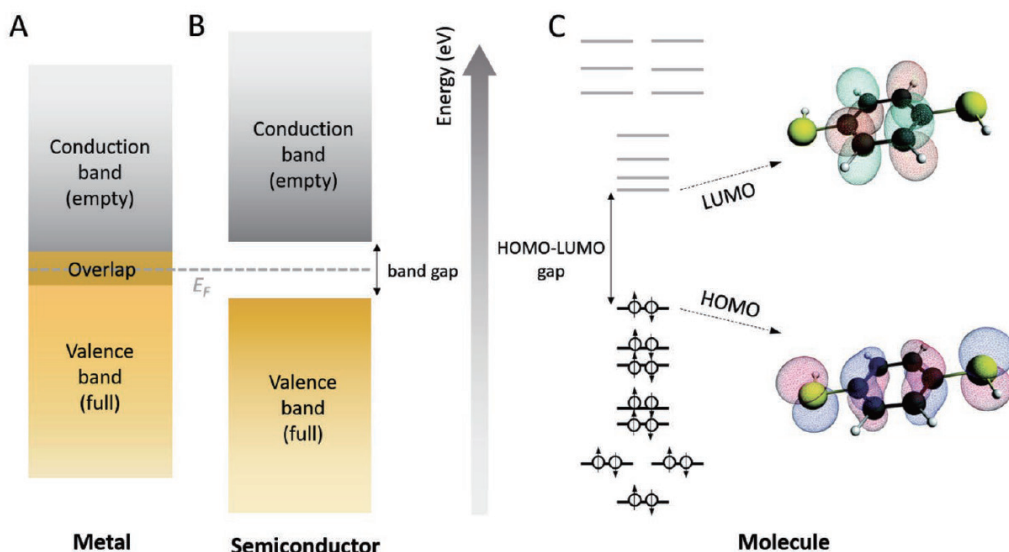 A
B
C
Conduction
band
(empty)
Overlap
Valence
band
(full)
Metal
Conduction
band
(empty)
E_F
band gap
Valence
band
(full)
Semiconductor
Energy (eV)
HOMO-LUMO
gap
LUMO
HOMO
Molecule